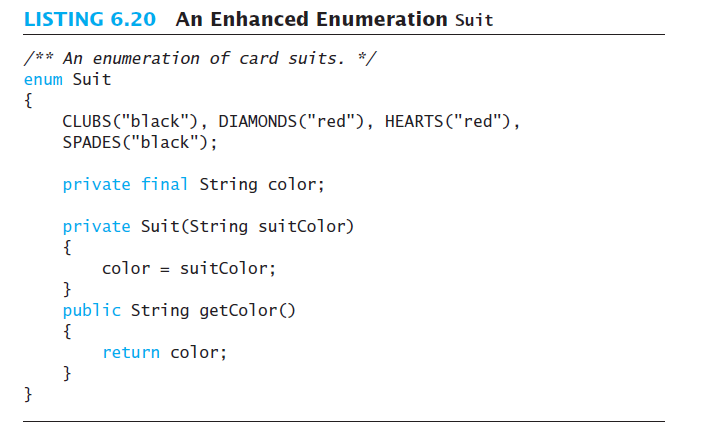 LISTING 6.20 An Enhanced Enumeration Suit
/** An enumeration of card suits. */
enum Suit
{
CLUBS("black"), DIAMONDS("red"), HEARTS("red"),
SPADES("black");
private final String color;
private Suit(String suitColor)
{
color = suitColor;
}
public String getColor()
{
return color;
}
}